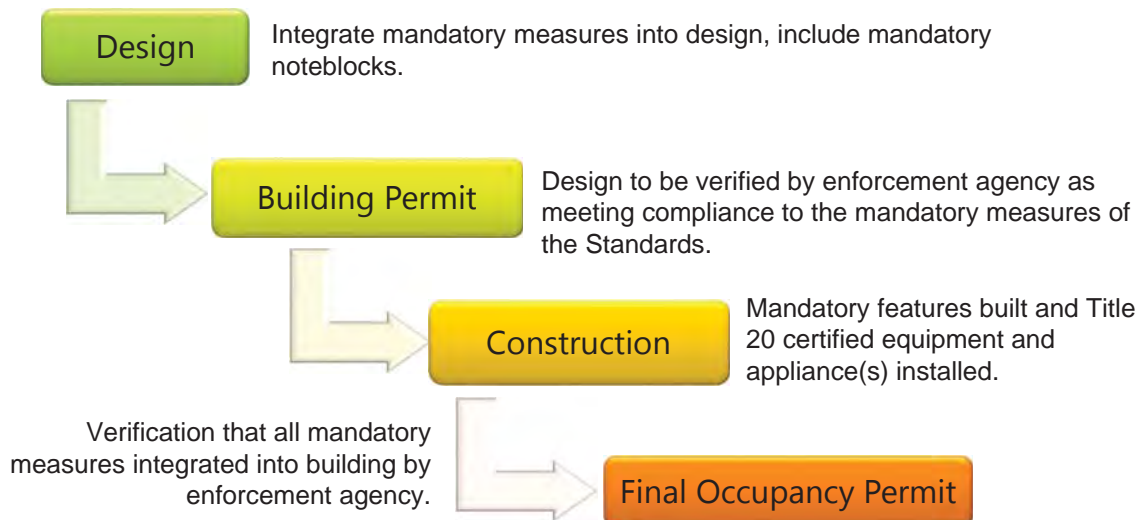 Design
Integrate mandatory measures into design, include mandatory
noteblocks.
Building Permit
Design to be verified by enforcement agency as
meeting compliance to the mandatory measures of
the Standards.
Construction
Mandatory features built and Title
20 certified equipment and
appliance(s) installed.
Verification that all mandatory
measures integrated into building by
enforcement agency.
Final Occupancy Permit